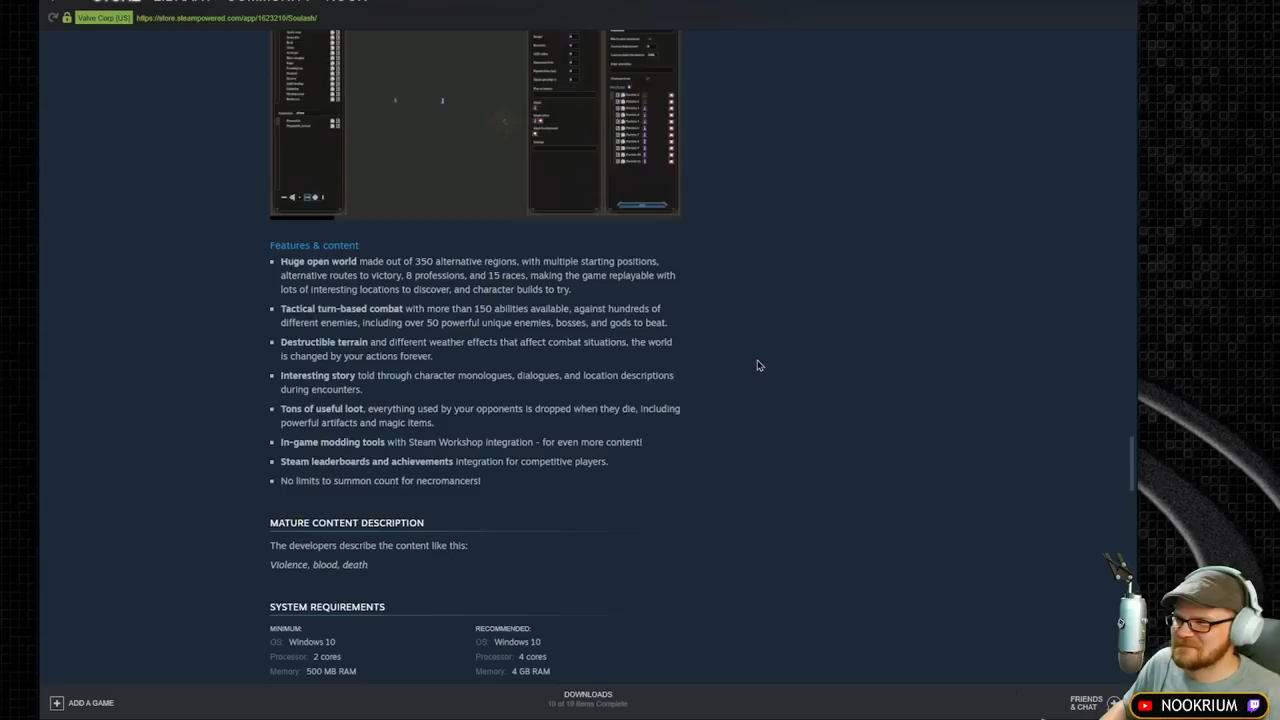 STORE LIBRARY COMMUNITY NOOK
Valve Corp [US] https://store.steampowered.com/app/1623210/Soulash/
Features & content
Huge open world made out of 350 alternative regions, with multiple starting positions,
alternative routes to victory, 8 professions, and 15 races, making the game replayable with
lots of interesting locations to discover, and character builds to try.
Tactical turn-based combat with more than 150 abilities available, against hundreds of
different enemies, including over 50 powerful unique enemies, bosses, and gods to beat.
Destructible terrain and different weather effects that affect combat situations, the world
is changed by your actions forever.
Interesting story told through character monologues, dialogues, and location descriptions
during encounters.
Tons of useful loot, everything used by your opponents is dropped when they die, including
powerful artifacts and magic items.
In-game modding tools with Steam Workshop integration - for even more content!
Steam leaderboards and achievements integration for competitive players.
No limits to summon count for necromancers!
MATURE CONTENT DESCRIPTION
The developers describe the content like this:
Violence, blood, death
SYSTEM REQUIREMENTS
MINIMUM:
OS: Windows 10
Processor: 2 cores
Memory: 500 MB RAM
RECOMMENDED:
OS: Windows 10
Processor: 4 cores
Memory: 4 GB RAM
ADD A GAME
DOWNLOADS
19 of 19 Items Complete
FRIENDS
& CHAT
NOOKRIUM